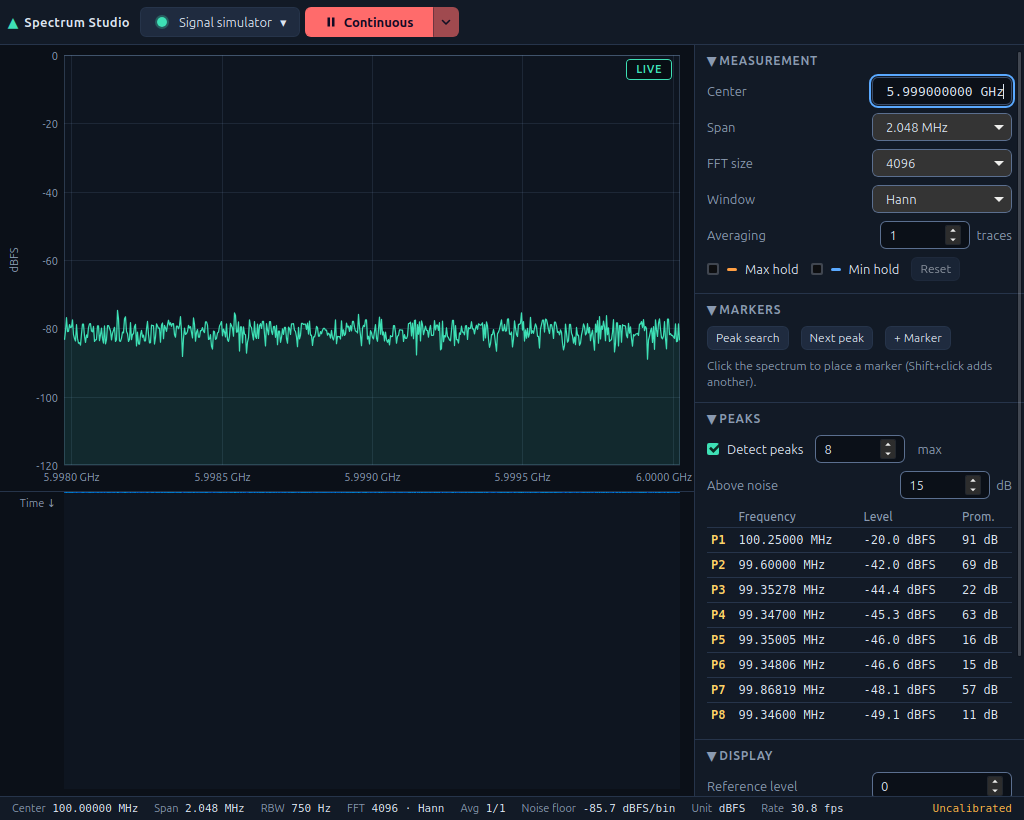 Spectrum Studio Signal simulator ▾ Continuous
LIVE
0
-20
-40
-60
-80
-100
-120
dBFS
5.9980 GHz 5.9985 GHz 5.9990 GHz 5.9995 GHz 6.0000 GHz
Time ↓
▼ MEASUREMENT
Center 5.999000000 GHz
Span 2.048 MHz
FFT size 4096
Window Hann
Averaging 1 traces
Max hold Min hold Reset
▼ MARKERS
Peak search Next peak + Marker
Click the spectrum to place a marker (Shift+click adds
another).
▼ PEAKS
Detect peaks 8 max
Above noise 15 dB
Frequency Level Prom.
P1 100.25000 MHz -20.0 dBFS 91 dB
P2 99.60000 MHz -42.0 dBFS 69 dB
P3 99.35278 MHz -44.4 dBFS 22 dB
P4 99.34700 MHz -45.3 dBFS 63 dB
P5 99.35005 MHz -46.0 dBFS 16 dB
P6 99.34806 MHz -46.6 dBFS 15 dB
P7 99.86819 MHz -48.1 dBFS 57 dB
P8 99.34600 MHz -49.1 dBFS 11 dB
▼ DISPLAY
Reference level 0
Center 100.00000 MHz Span 2.048 MHz RBW 750 Hz FFT 4096 · Hann Avg 1/1 Noise floor -85.7 dBFS/bin Unit dBFS Rate 30.8 fps Uncalibrated